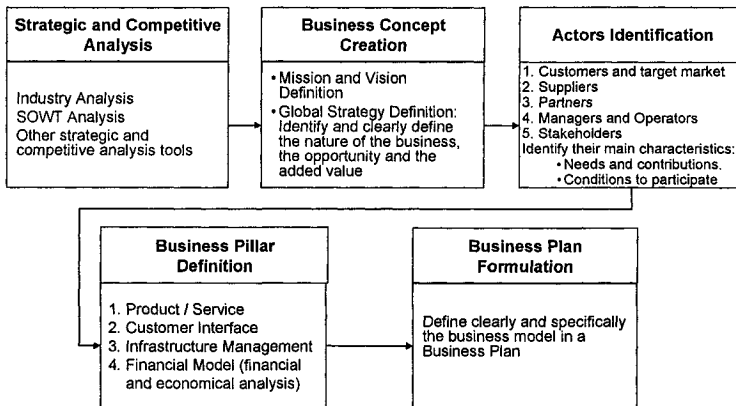 Strategic and Competitive
Analysis
Industry Analysis
SOWT Analysis
Other strategic and
competitive analysis tools
Business Concept
Creation
• Mission and Vision
Definition
• Global Strategy Definition:
Identify and clearly define
the nature of the business,
the opportunity and the
added value
Actors Identification
1. Customers and target market
2. Suppliers
3. Partners
4. Managers and Operators
5. Stakeholders
Identify their main characteristics:
• Needs and contributions.
• Conditions to participate
Business Pillar
Definition
1. Product / Service
2. Customer Interface
3. Infrastructure Management
4. Financial Model (financial
and economical analysis)
Business Plan
Formulation
Define clearly and specifically
the business model in a
Business Plan